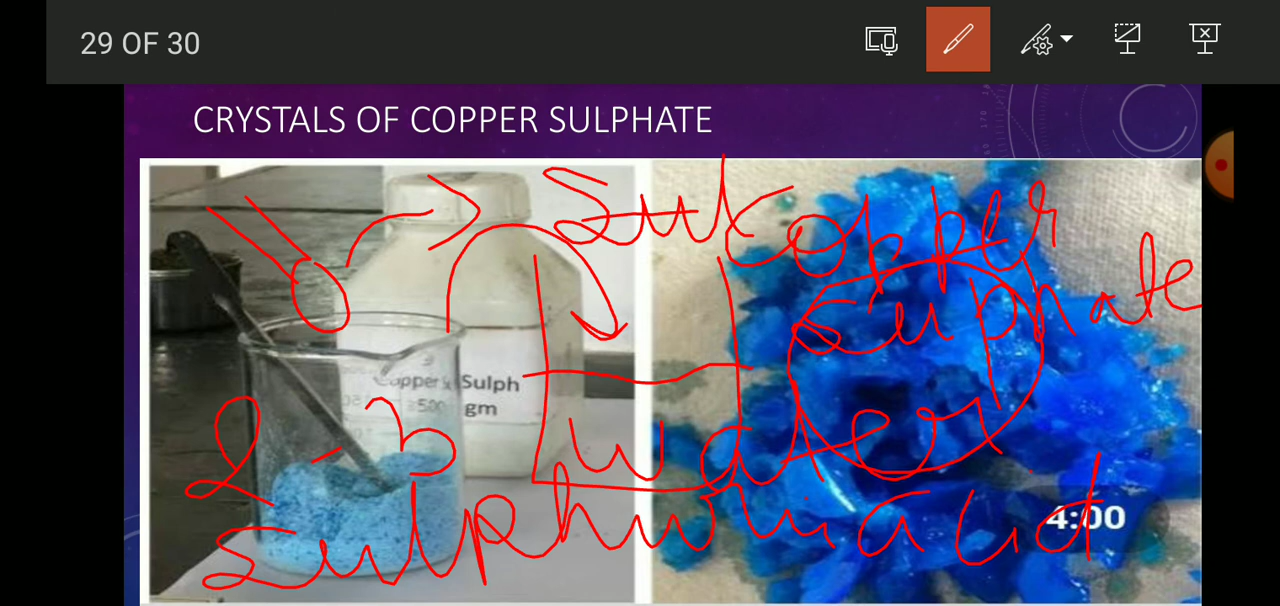 29 OF 30
CRYSTALS OF COPPER SULPHATE
Copper
Sulphate
Copper Sulph
500 gm
water
Sulphuric acid
4:00